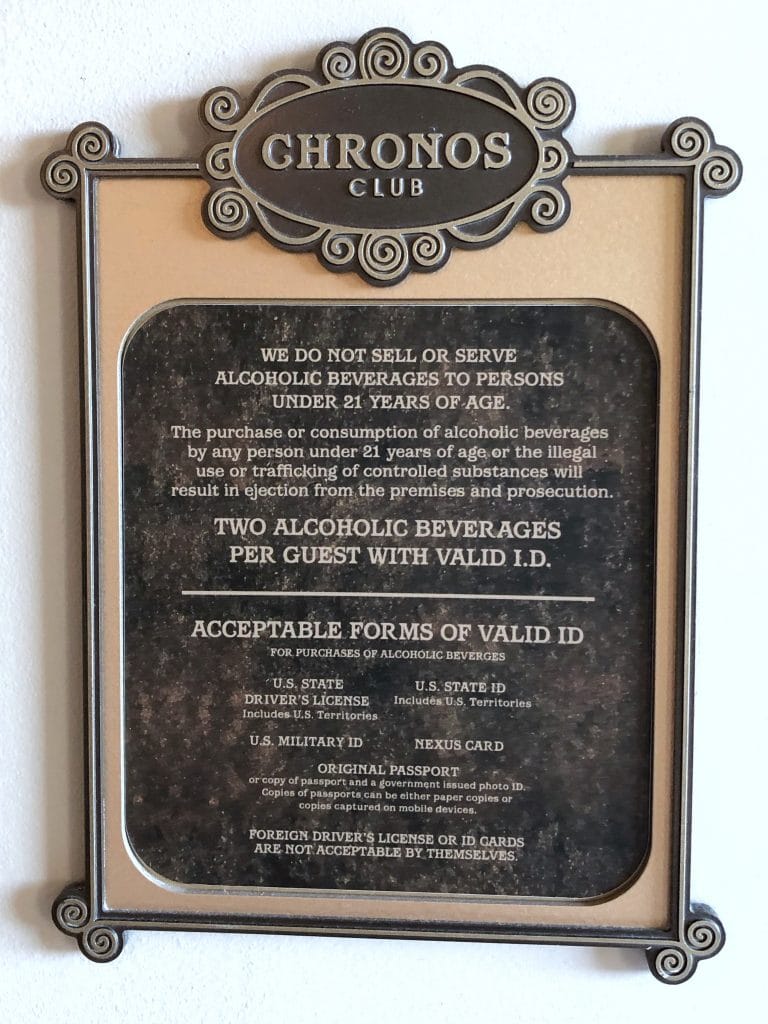 CHRONOS
CLUB
WE DO NOT SELL OR SERVE
ALCOHOLIC BEVERAGES TO PERSONS
UNDER 21 YEARS OF AGE.
The purchase or consumption of alcoholic beverages
by any person under 21 years of age or the illegal
use or trafficking of controlled substances will
result in ejection from the premises and prosecution.
TWO ALCOHOLIC BEVERAGES
PER GUEST WITH VALID I.D.
ACCEPTABLE FORMS OF VALID ID
FOR PURCHASES OF ALCOHOLIC BEVERGES
U.S. STATE
DRIVER'S LICENSE
Includes U.S. Territories
U.S. STATE ID
Includes U.S. Territories
U.S. MILITARY ID
NEXUS CARD
ORIGINAL PASSPORT
or copy of passport and a government issued photo ID.
Copies of passports can be either paper copies or
copies captured on mobile devices.
FOREIGN DRIVER'S LICENSE OR ID CARDS
ARE NOT ACCEPTABLE BY THEMSELVES.